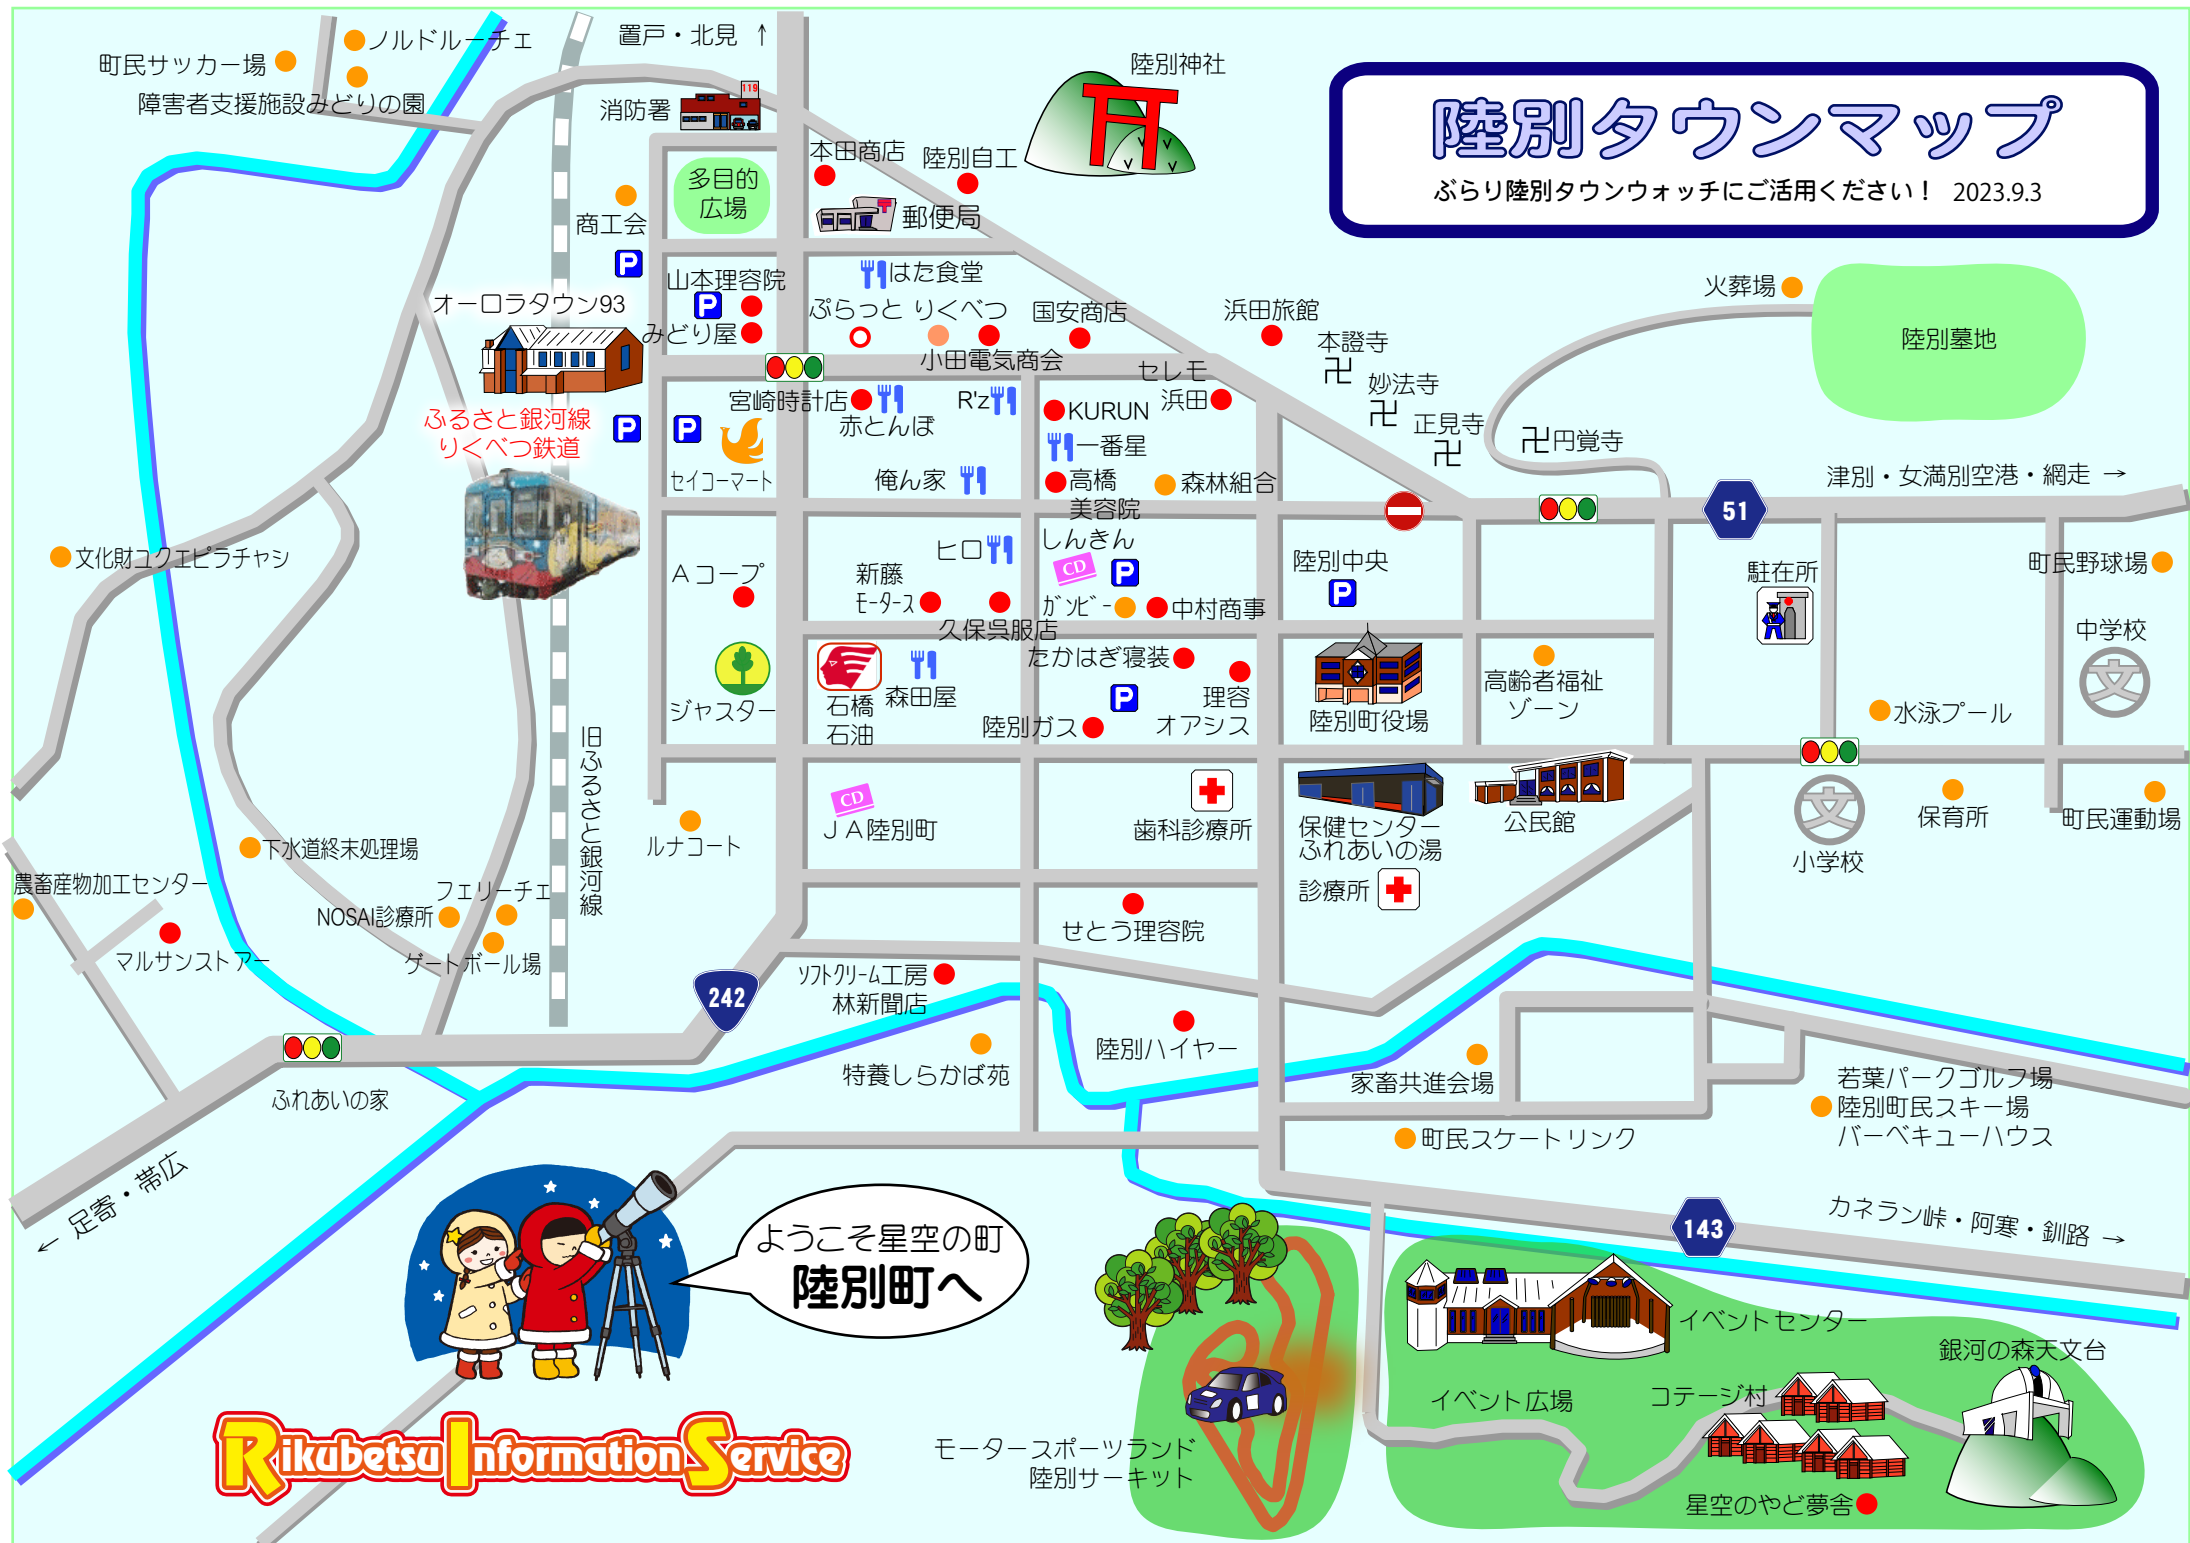 陸別タウンマップ
ぶらり陸別タウンウォッチにご活用ください！ 2023.9.3
置戸・北見 ↑
ノルドルーチェ
町民サッカー場
障害者支援施設みどりの園
消防署
119
陸別神社
本田商店
陸別自工
多目的
広場
商工会
郵便局
P
山本理容院
P
みどり屋
はた食堂
ぷらっと りくべつ
国安商店
浜田旅館
小田電気商会
オーロラタウン93
ふるさと銀河線
りくべつ鉄道
P
P
セイコーマート
宮崎時計店
赤とんぼ
R'z
KURUN
セレモ
浜田
一番星
俺ん家
高橋
美容院
森林組合
本證寺
卍
妙法寺
卍
正見寺
卍
卍円覚寺
火葬場
陸別墓地
津別・女満別空港・網走 →
51
文化財ユクエピラチャシ
Aコープ
ヒロ
しんきん
CD
P
新藤
ﾓｰﾀｰｽ
久保呉服店
ｶﾞﾝﾋﾞｰ
中村商事
陸別中央
P
駐在所
町民野球場
中学校
文
ジャスター
石橋
石油
森田屋
たかはぎ寝装
P
陸別ガス
理容
オアシス
陸別町役場
高齢者福祉
ゾーン
水泳プール
旧ふるさと銀河線
ルナコート
CD
JA陸別町
歯科診療所
保健センター
ふれあいの湯
診療所
公民館
文
小学校
保育所
町民運動場
下水道終末処理場
農畜産物加工センター
マルサンストアー
NOSAI診療所
フェリーチェ
ゲートボール場
せとう理容院
ｿﾌﾄｸﾘｰﾑ工房
林新聞店
242
特養しらかば苑
陸別ハイヤー
家畜共進会場
町民スケートリンク
若葉パークゴルフ場
陸別町民スキー場
バーベキューハウス
ふれあいの家
← 足寄・帯広
143
カネラン峠・阿寒・釧路 →
ようこそ星空の町
陸別町へ
イベントセンター
銀河の森天文台
イベント広場
コテージ村
星空のやど夢舎
モータースポーツランド
陸別サーキット
Rikubetsu Information Service